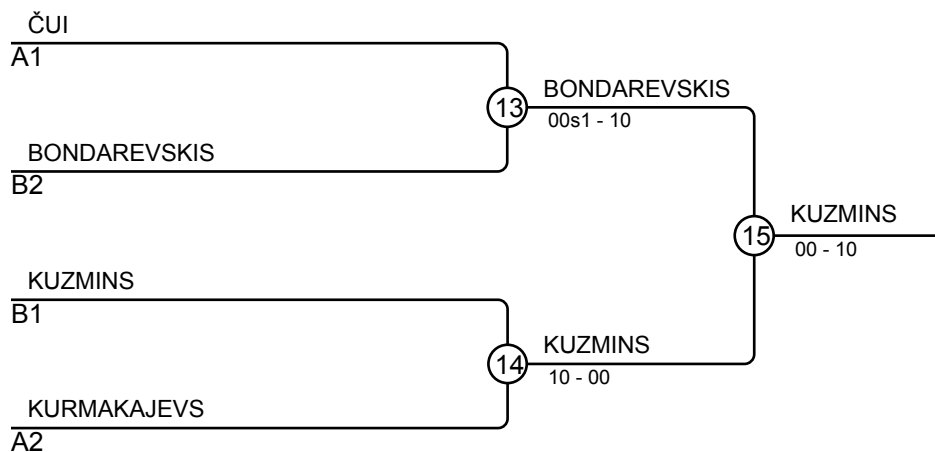 ČUI
A1
13
BONDAREVSKIS
00s1 - 10
BONDAREVSKIS
B2
15
KUZMINS
00 - 10
KUZMINS
B1
14
KUZMINS
10 - 00
KURMAKAJEVS
A2